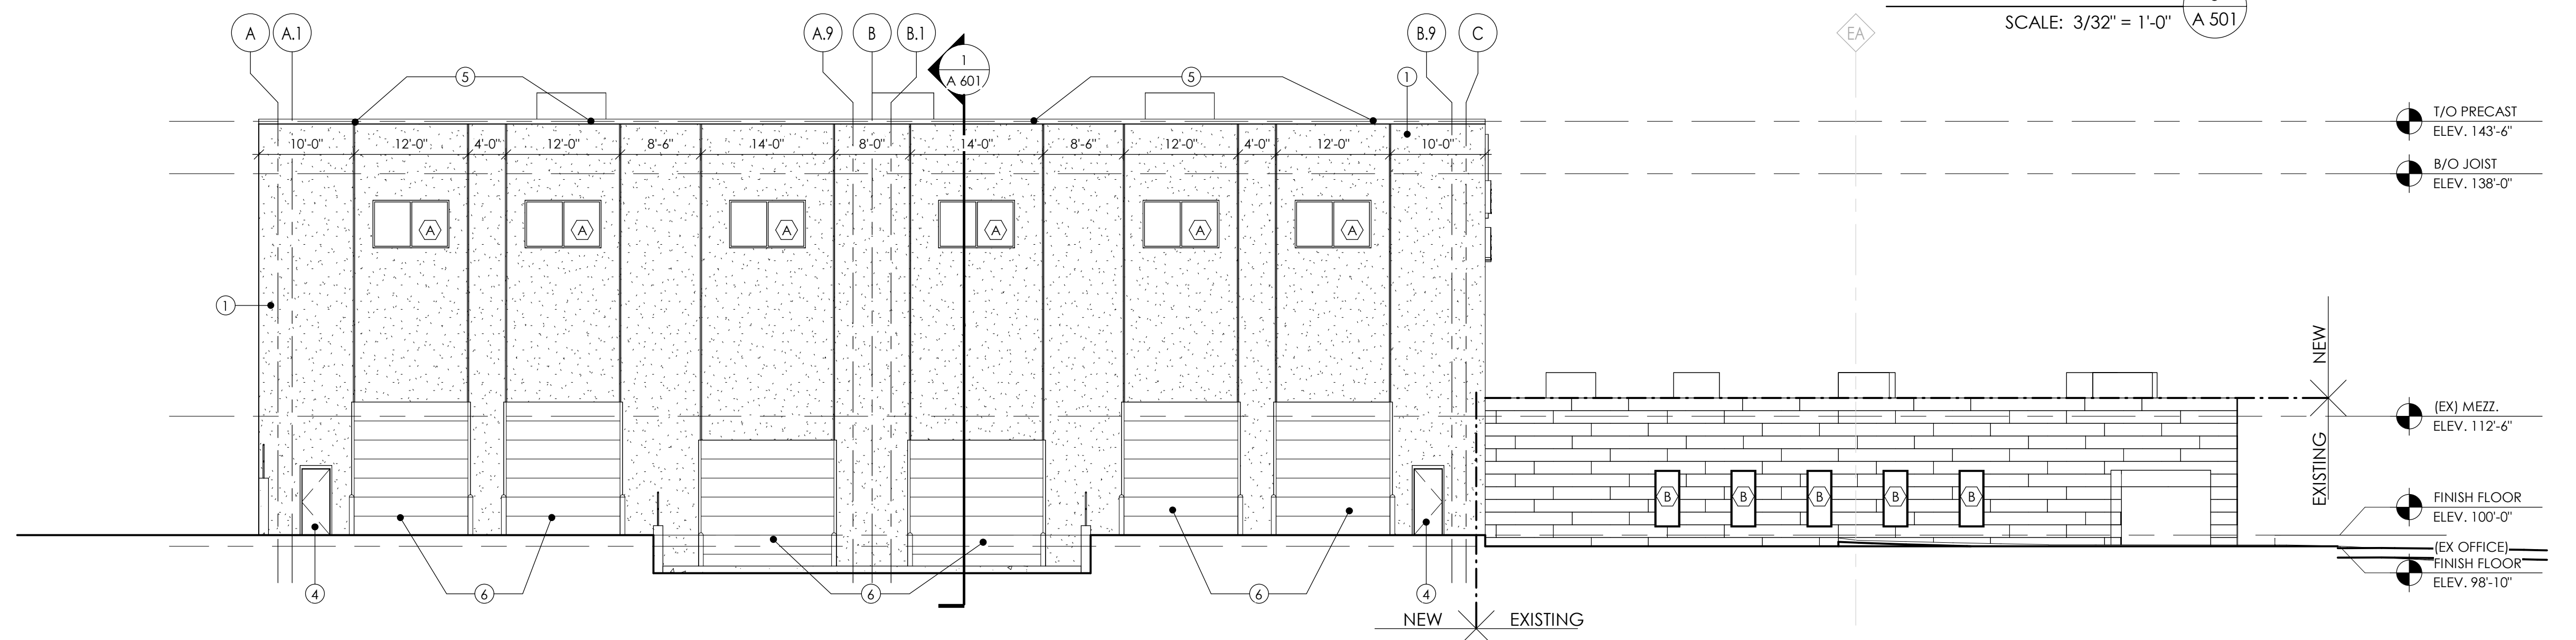 SCALE: 3/32" = 1'-0"
A 501
A
A.1
A.9
B
B.1
1
A 601
B.9
C
EA
5
5
1
T/O PRECAST
ELEV. 143'-6"
10'-0"
12'-0"
4'-0"
12'-0"
8'-6"
14'-0"
8'-0"
14'-0"
8'-6"
12'-0"
4'-0"
12'-0"
10'-0"
B/O JOIST
ELEV. 138'-0"
A
A
A
A
A
A
1
NEW
EXISTING
(EX) MEZZ.
ELEV. 112'-6"
B
B
B
B
B
FINISH FLOOR
ELEV. 100'-0"
(EX OFFICE)
FINISH FLOOR
ELEV. 98'-10"
4
6
6
6
4
NEW
EXISTING